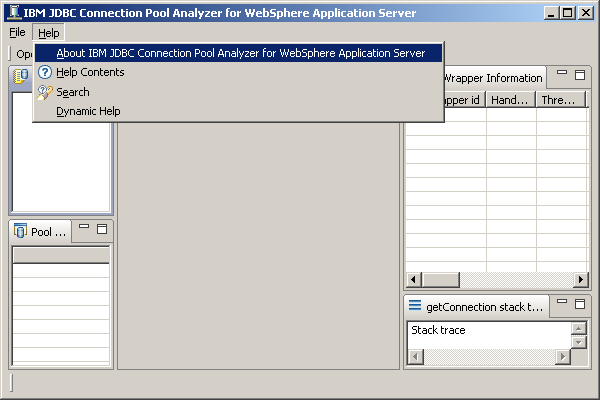 IBM JDBC Connection Pool Analyzer for WebSphere Application Server
File Help
Ope
About IBM JDBC Connection Pool Analyzer for WebSphere Application Server
Help Contents
Search
Dynamic Help
Wrapper Information
apper id Hand... Thre...
Pool ...
getConnection stack t...
Stack trace